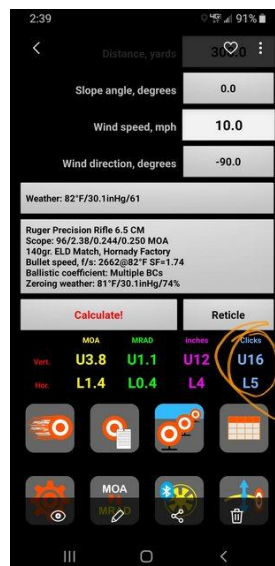 2:39 91%
Distance, yards 300.0
Slope angle, degrees 0.0
Wind speed, mph 10.0
Wind direction, degrees -90.0
Weather: 82°F/30.1inHg/61
Ruger Precision Rifle 6.5 CM
Scope: 96/2.38/0.244/0.250 MOA
140gr. ELD Match, Hornady Factory
Bullet speed, f/s: 2662@82°F SF=1.74
Ballistic coefficient: Multiple BCs
Zeroing weather: 81°F/30.1inHg/74%
Calculate! Reticle
MOA MRAD Inches Clicks
Vert. U3.8 U1.1 U12 U16
Hor. L1.4 L0.4 L4 L5
MOA
MRAD